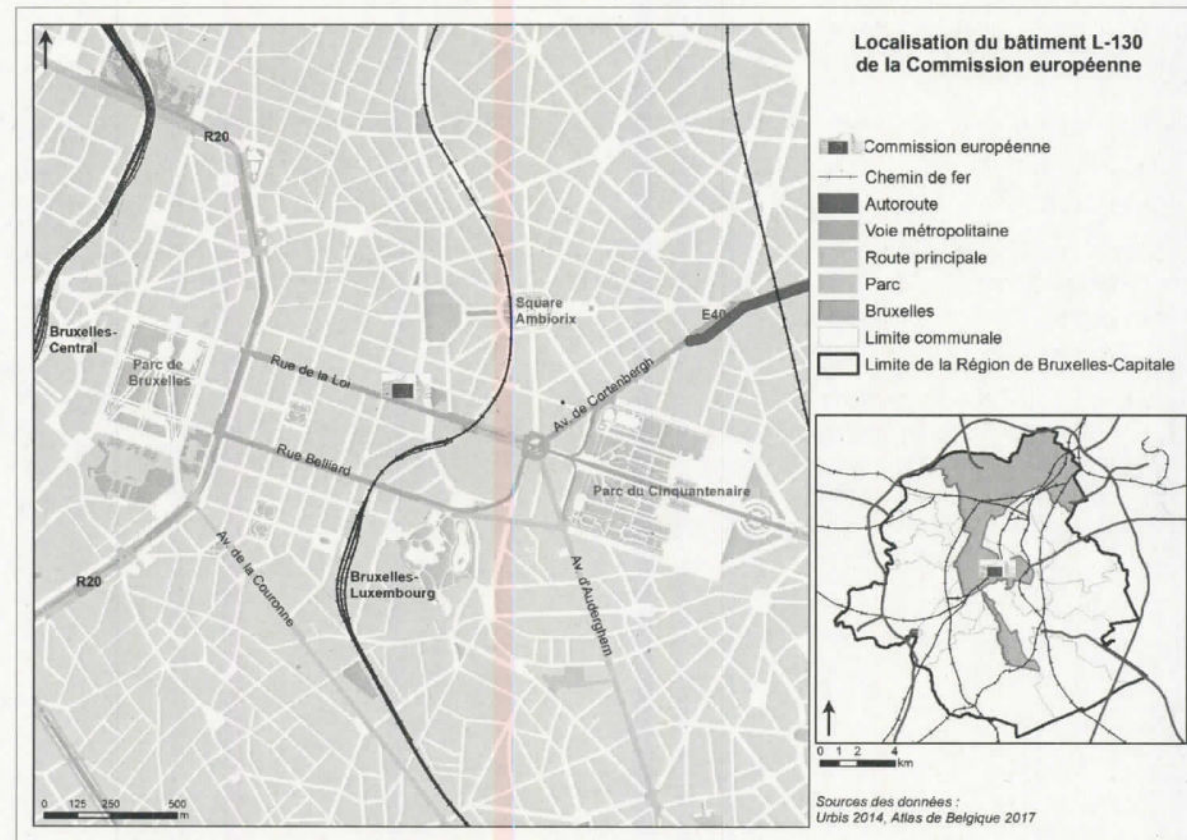 Localisation du bâtiment L-130
de la Commission européenne
Commission européenne
Chemin de fer
Autoroute
Voie métropolitaine
Route principale
Parc
Bruxelles
Limite communale
Limite de la Région de Bruxelles-Capitale
R20
Square
Ambiorix
E40
Bruxelles-
Central
Parc de
Bruxelles
Rue de la Loi
Av. de Cortenbergh
Rue Belliard
Parc du Cinquantenaire
Av. de la Couronne
Bruxelles-
Luxembourg
Av. d'Auderghem
R20
0 125 250 500
m
0 1 2 4
km
Sources des données :
Urbis 2014, Atlas de Belgique 2017